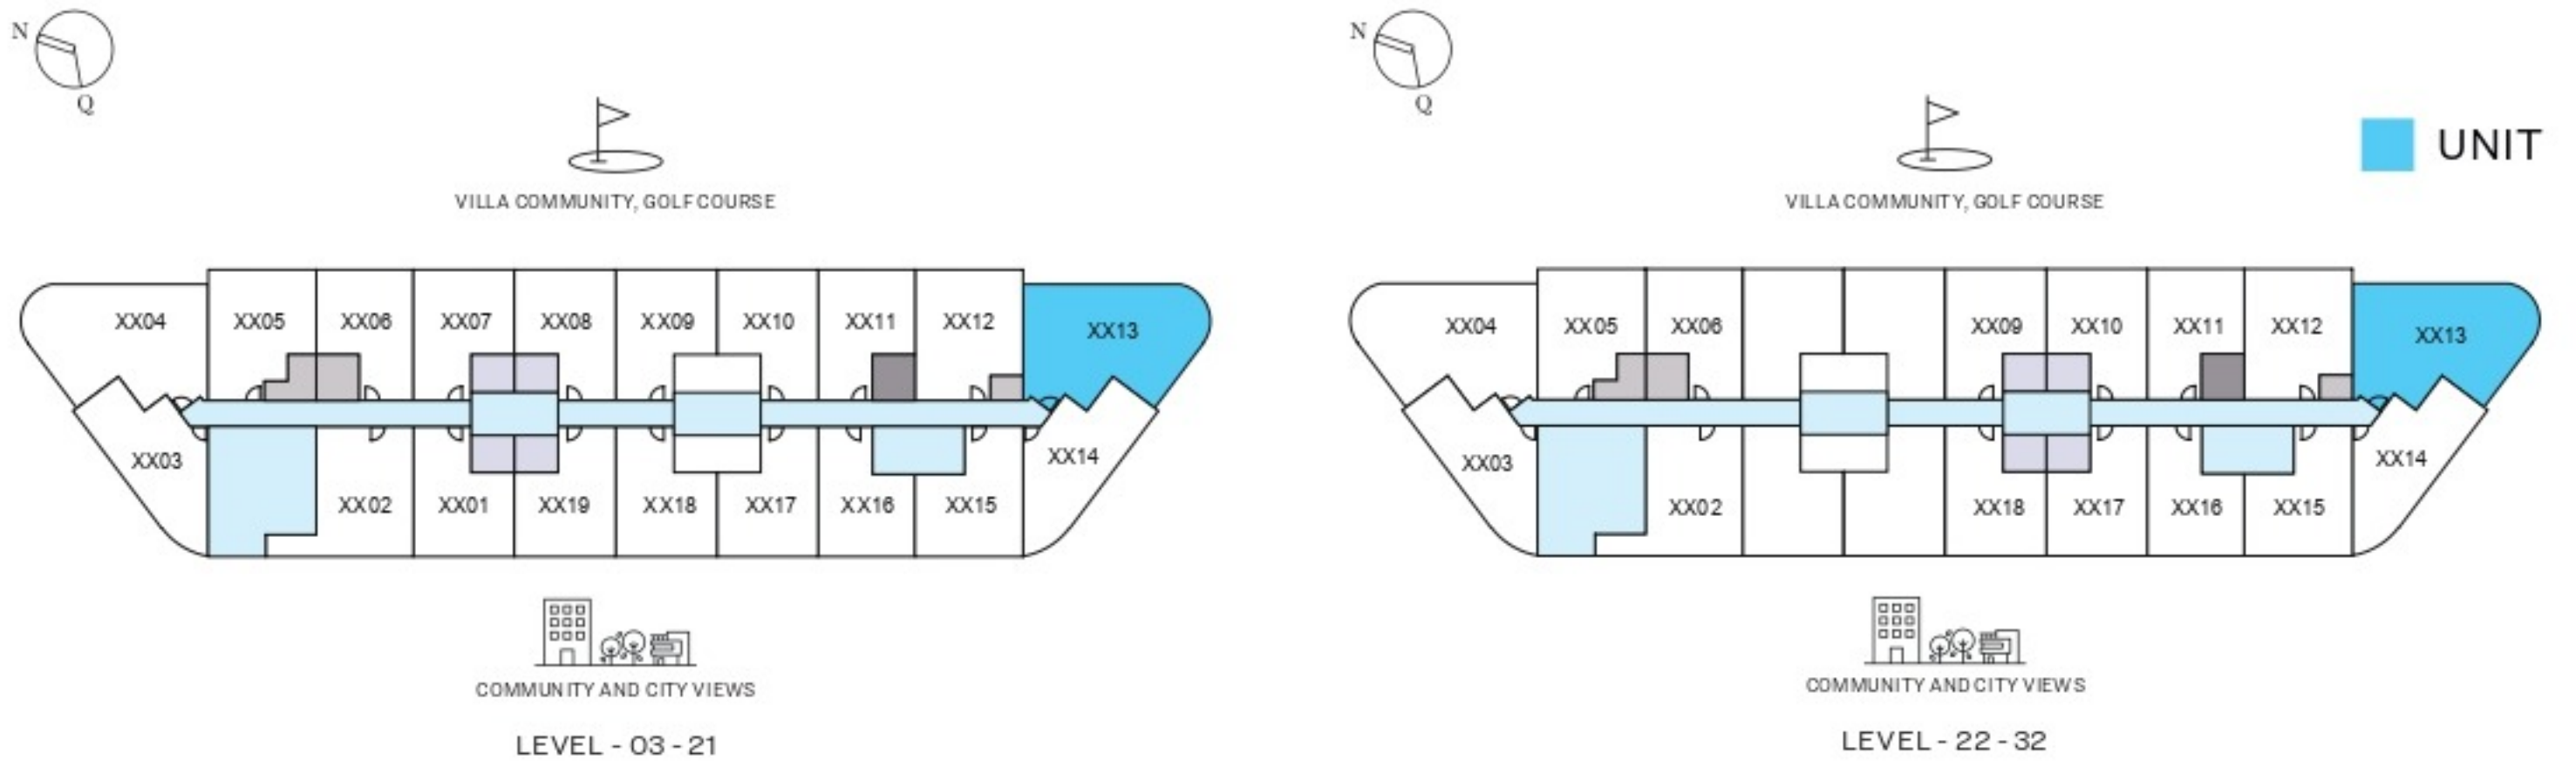 N
Q
VILLA COMMUNITY, GOLF COURSE
XX04
XX05
XX06
XX07
XX08
XX09
XX10
XX11
XX12
XX13
XX03
XX02
XX01
XX19
XX18
XX17
XX16
XX15
XX14
COMMUNITY AND CITY VIEWS
LEVEL - 03 - 21
N
Q
VILLA COMMUNITY, GOLF COURSE
UNIT
XX04
XX05
XX06
XX09
XX10
XX11
XX12
XX13
XX03
XX02
XX18
XX17
XX16
XX15
XX14
COMMUNITY AND CITY VIEWS
LEVEL - 22 - 32